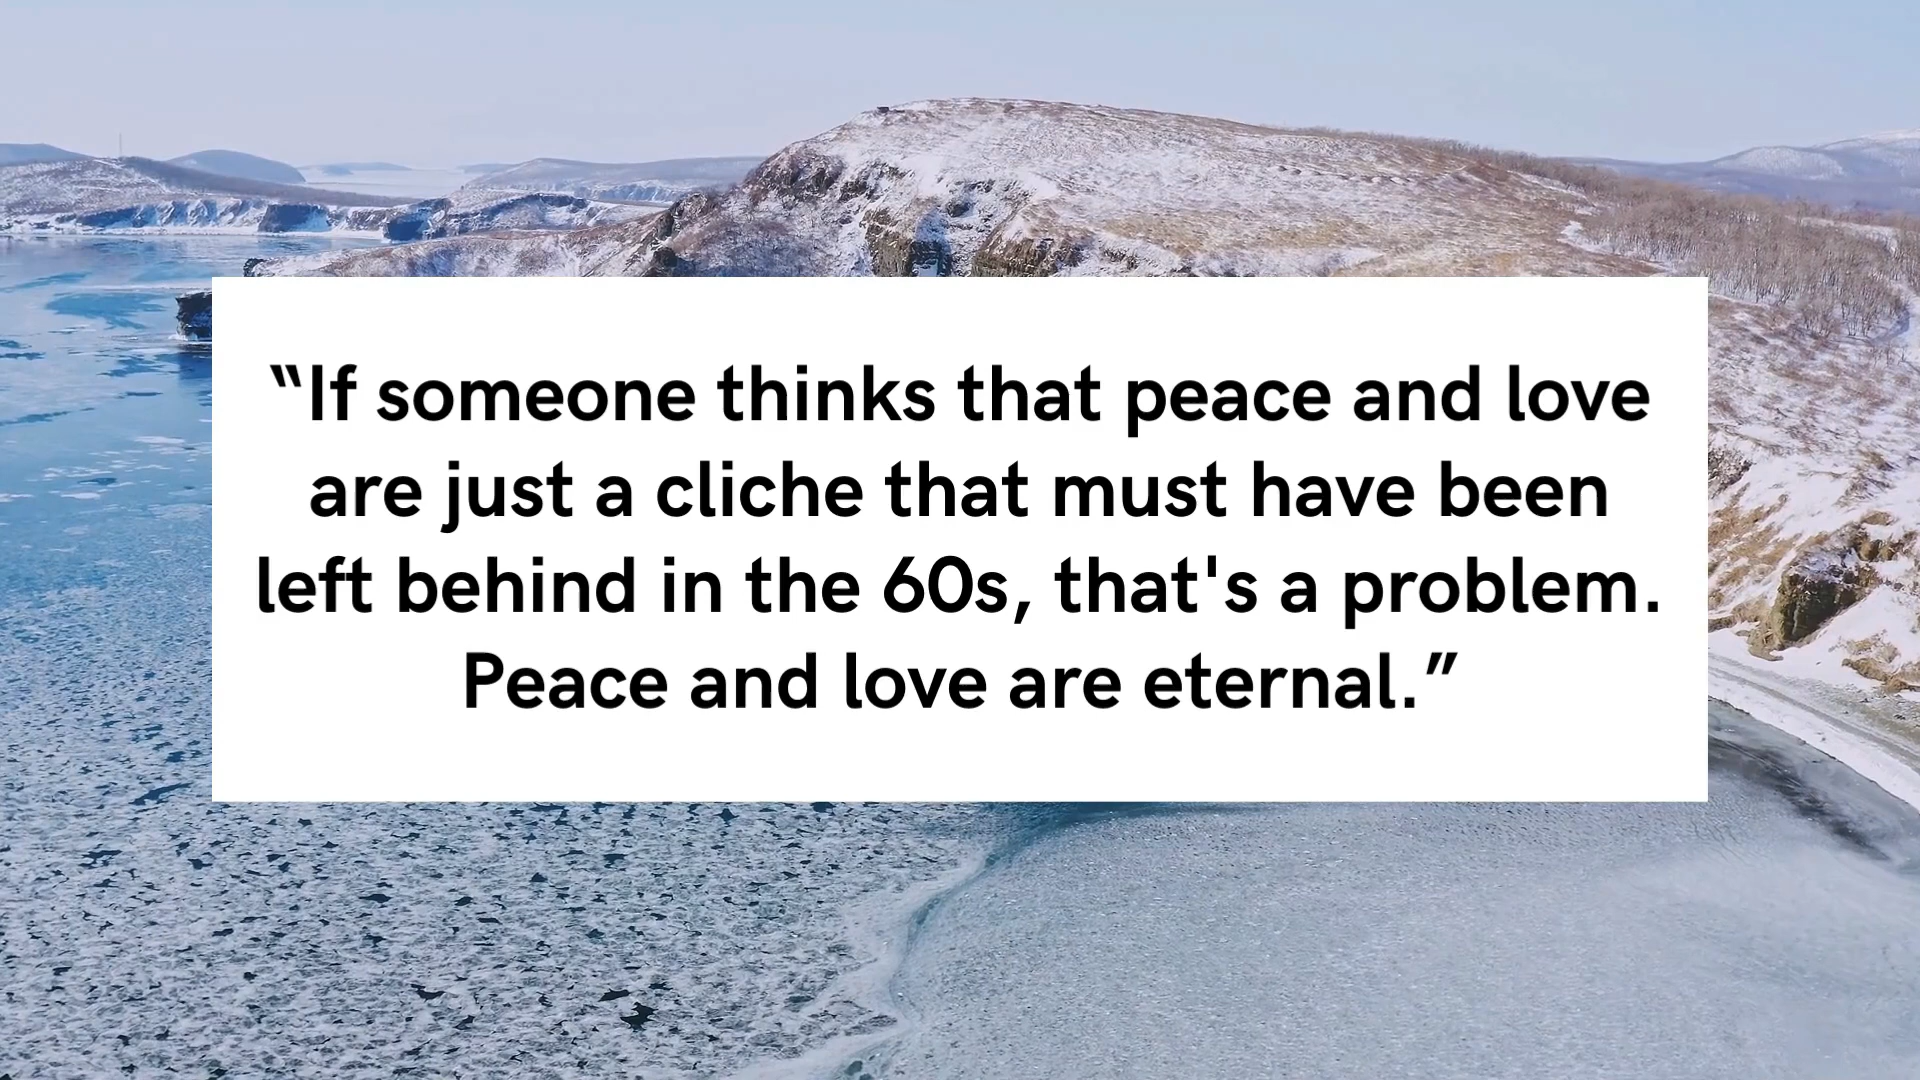 “If someone thinks that peace and love
are just a cliche that must have been
left behind in the 60s, that's a problem.
Peace and love are eternal.”